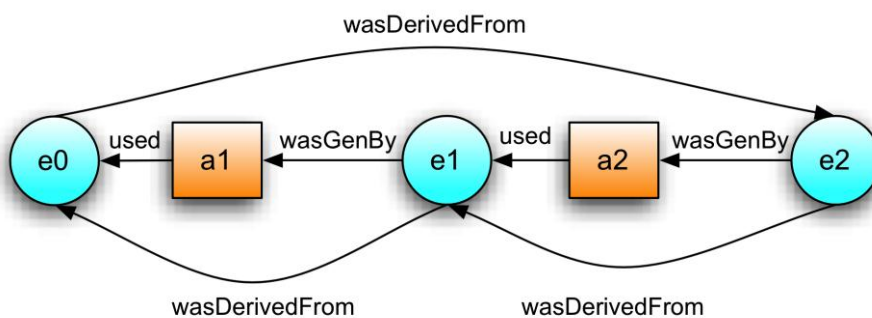 wasDerivedFrom
e0
used
a1
wasGenBy
e1
used
a2
wasGenBy
e2
wasDerivedFrom
wasDerivedFrom